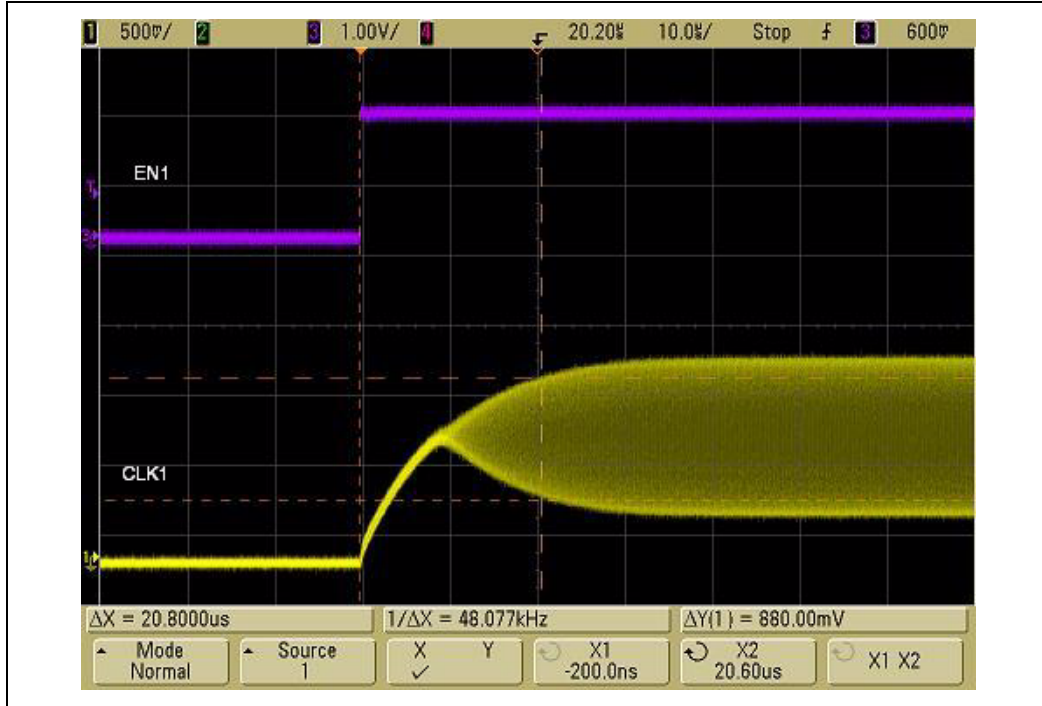 1 500mV/ 2 3 1.00V/ 4 20.20us 10.0us/ Stop 3 600mV
EN1
T
3
CLK1
1
ΔX = 20.8000us 1/ΔX = 48.077kHz ΔY(1) = 880.00mV
Mode Source X Y X1 X2 X1 X2
Normal 1 ✓ -200.0ns 20.60us